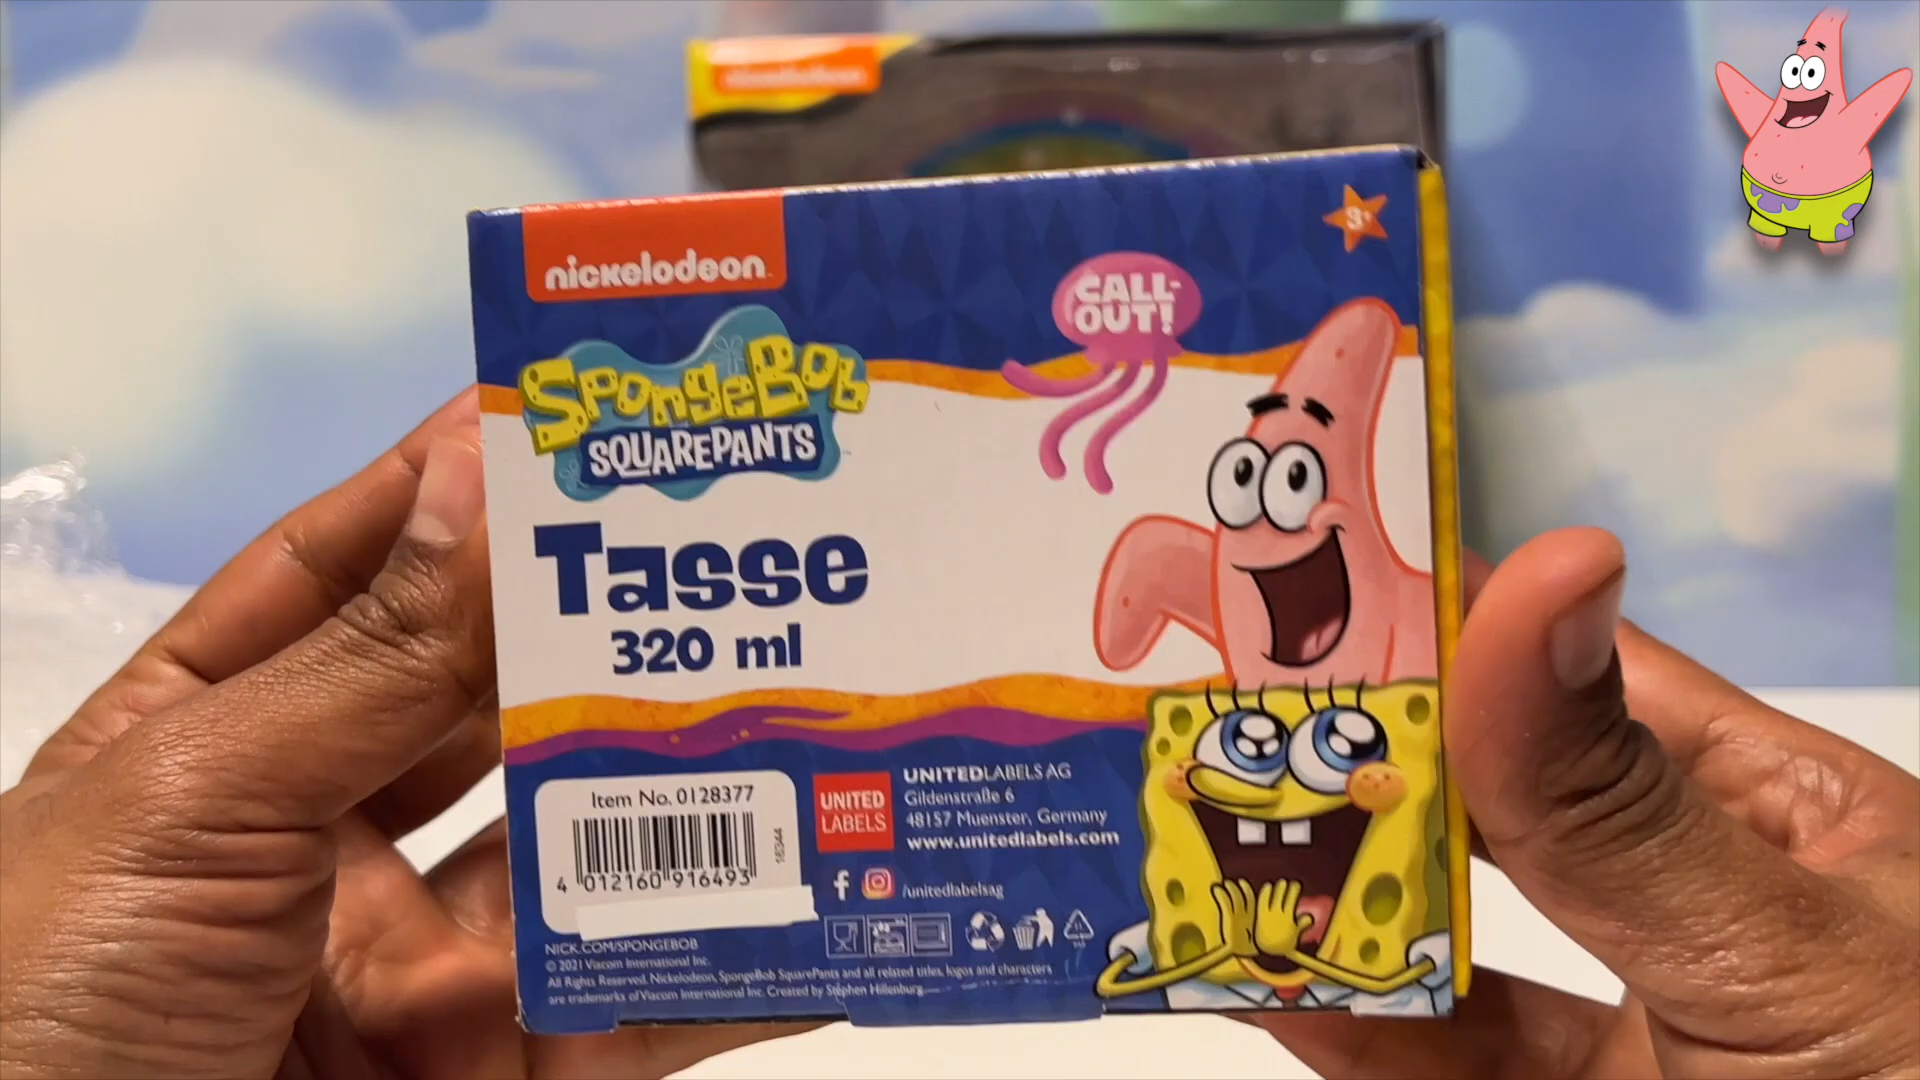 nickelodeon
nickelodeon
3+
CALL-
OUT!
SPONGEBOB
SQUAREPANTS
Tasse
320 ml
Item No. 0128377
16344
4 012160 916493
UNITED
LABELS
UNITEDLABELS AG
Gildenstraße 6
48157 Muenster, Germany
www.unitedlabels.com
/unitedlabelsag
NICK.COM/SPONGEBOB
© 2021 Viacom International Inc.
All Rights Reserved. Nickelodeon, SpongeBob SquarePants and all related titles, logos and characters
are trademarks of Viacom International Inc. Created by Stephen Hillenburg.